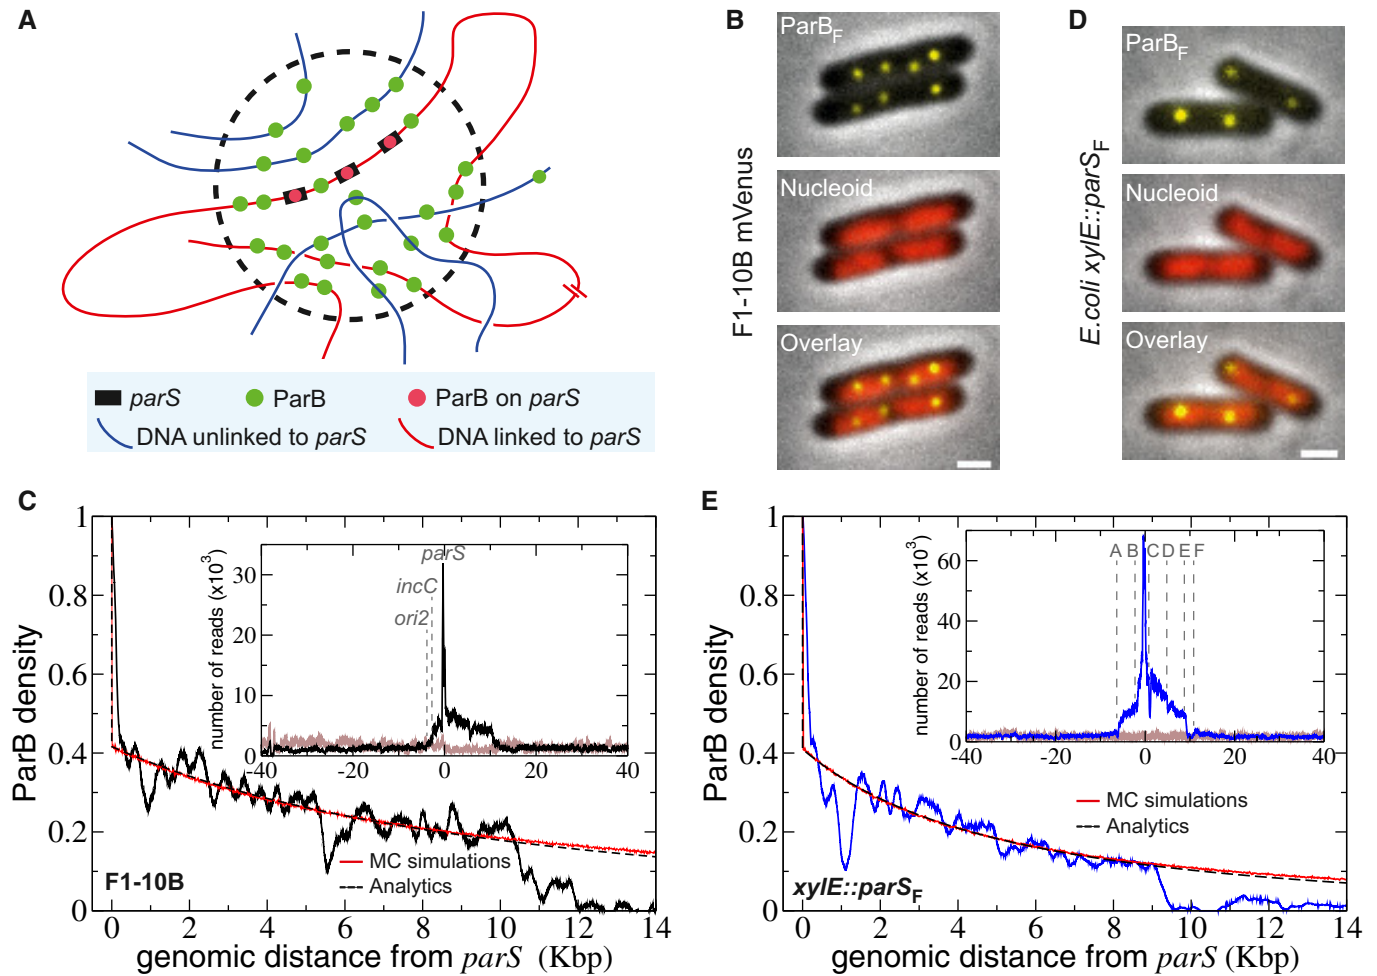 A
parS
ParB
ParB on parS
DNA unlinked to parS
DNA linked to parS
B
F1-10B mVenus
ParBF
Nucleoid
Overlay
D
E.coli xylE::parSF
ParBF
Nucleoid
Overlay
C
ParB density
1
0.8
0.6
0.4
0.2
0
0 2 4 6 8 10 12 14
genomic distance from parS (Kbp)
number of reads (x10³)
30
20
10
0
-40 -20 0 20 40
parS
incC
ori2
MC simulations
Analytics
F1-10B
E
ParB density
1
0.8
0.6
0.4
0.2
0
0 2 4 6 8 10 12 14
genomic distance from parS (Kbp)
number of reads (x10³)
60
40
20
0
-40 -20 0 20 40
A B C D E F
MC simulations
Analytics
xylE::parSF